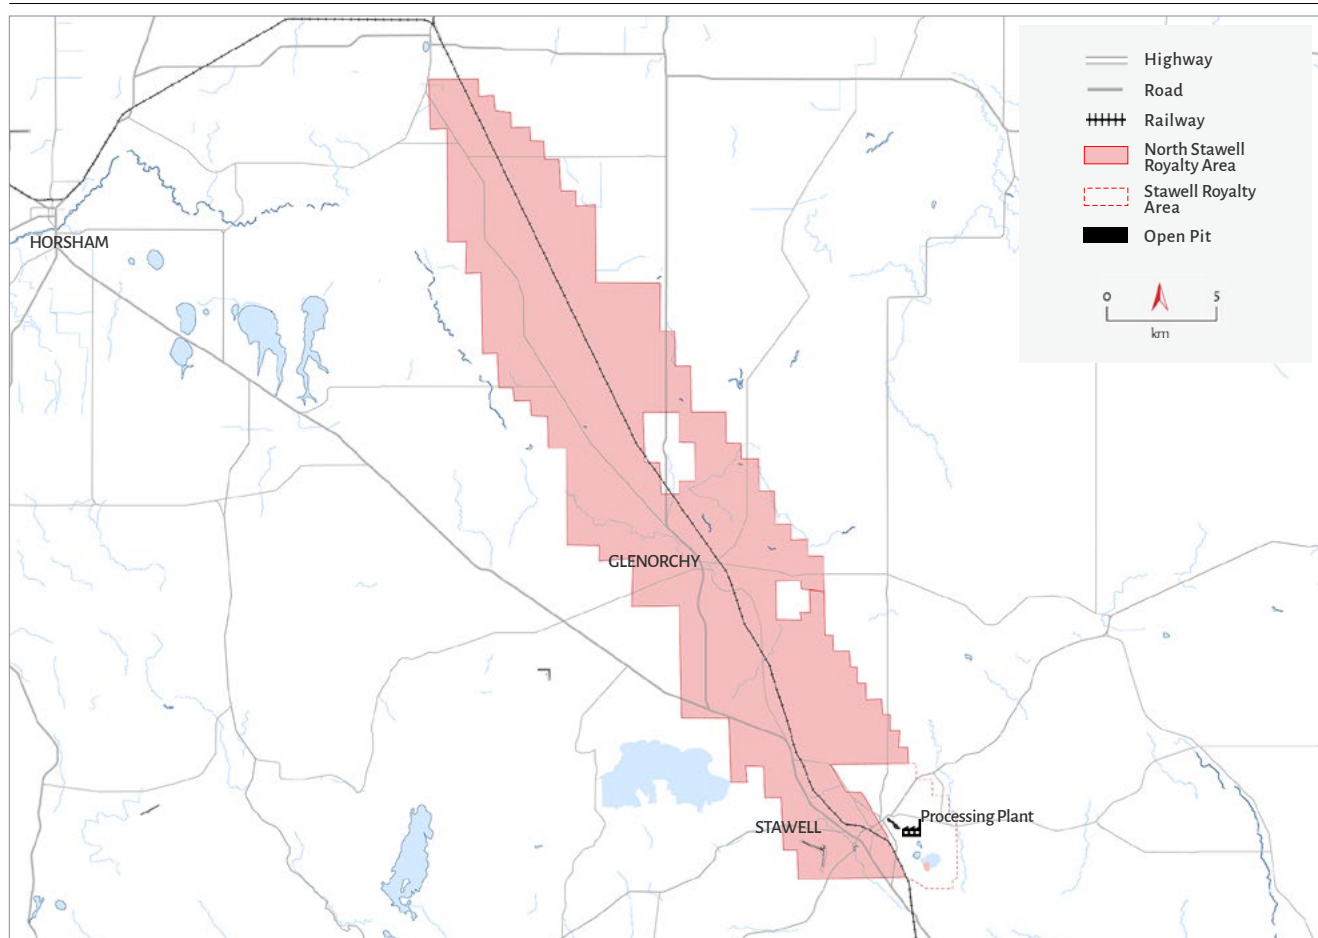 Highway
Road
Railway
North Stawell
Royalty Area
Stawell Royalty
Area
Open Pit
0 5
km
HORSHAM
GLENORCHY
STAWELL
Processing Plant